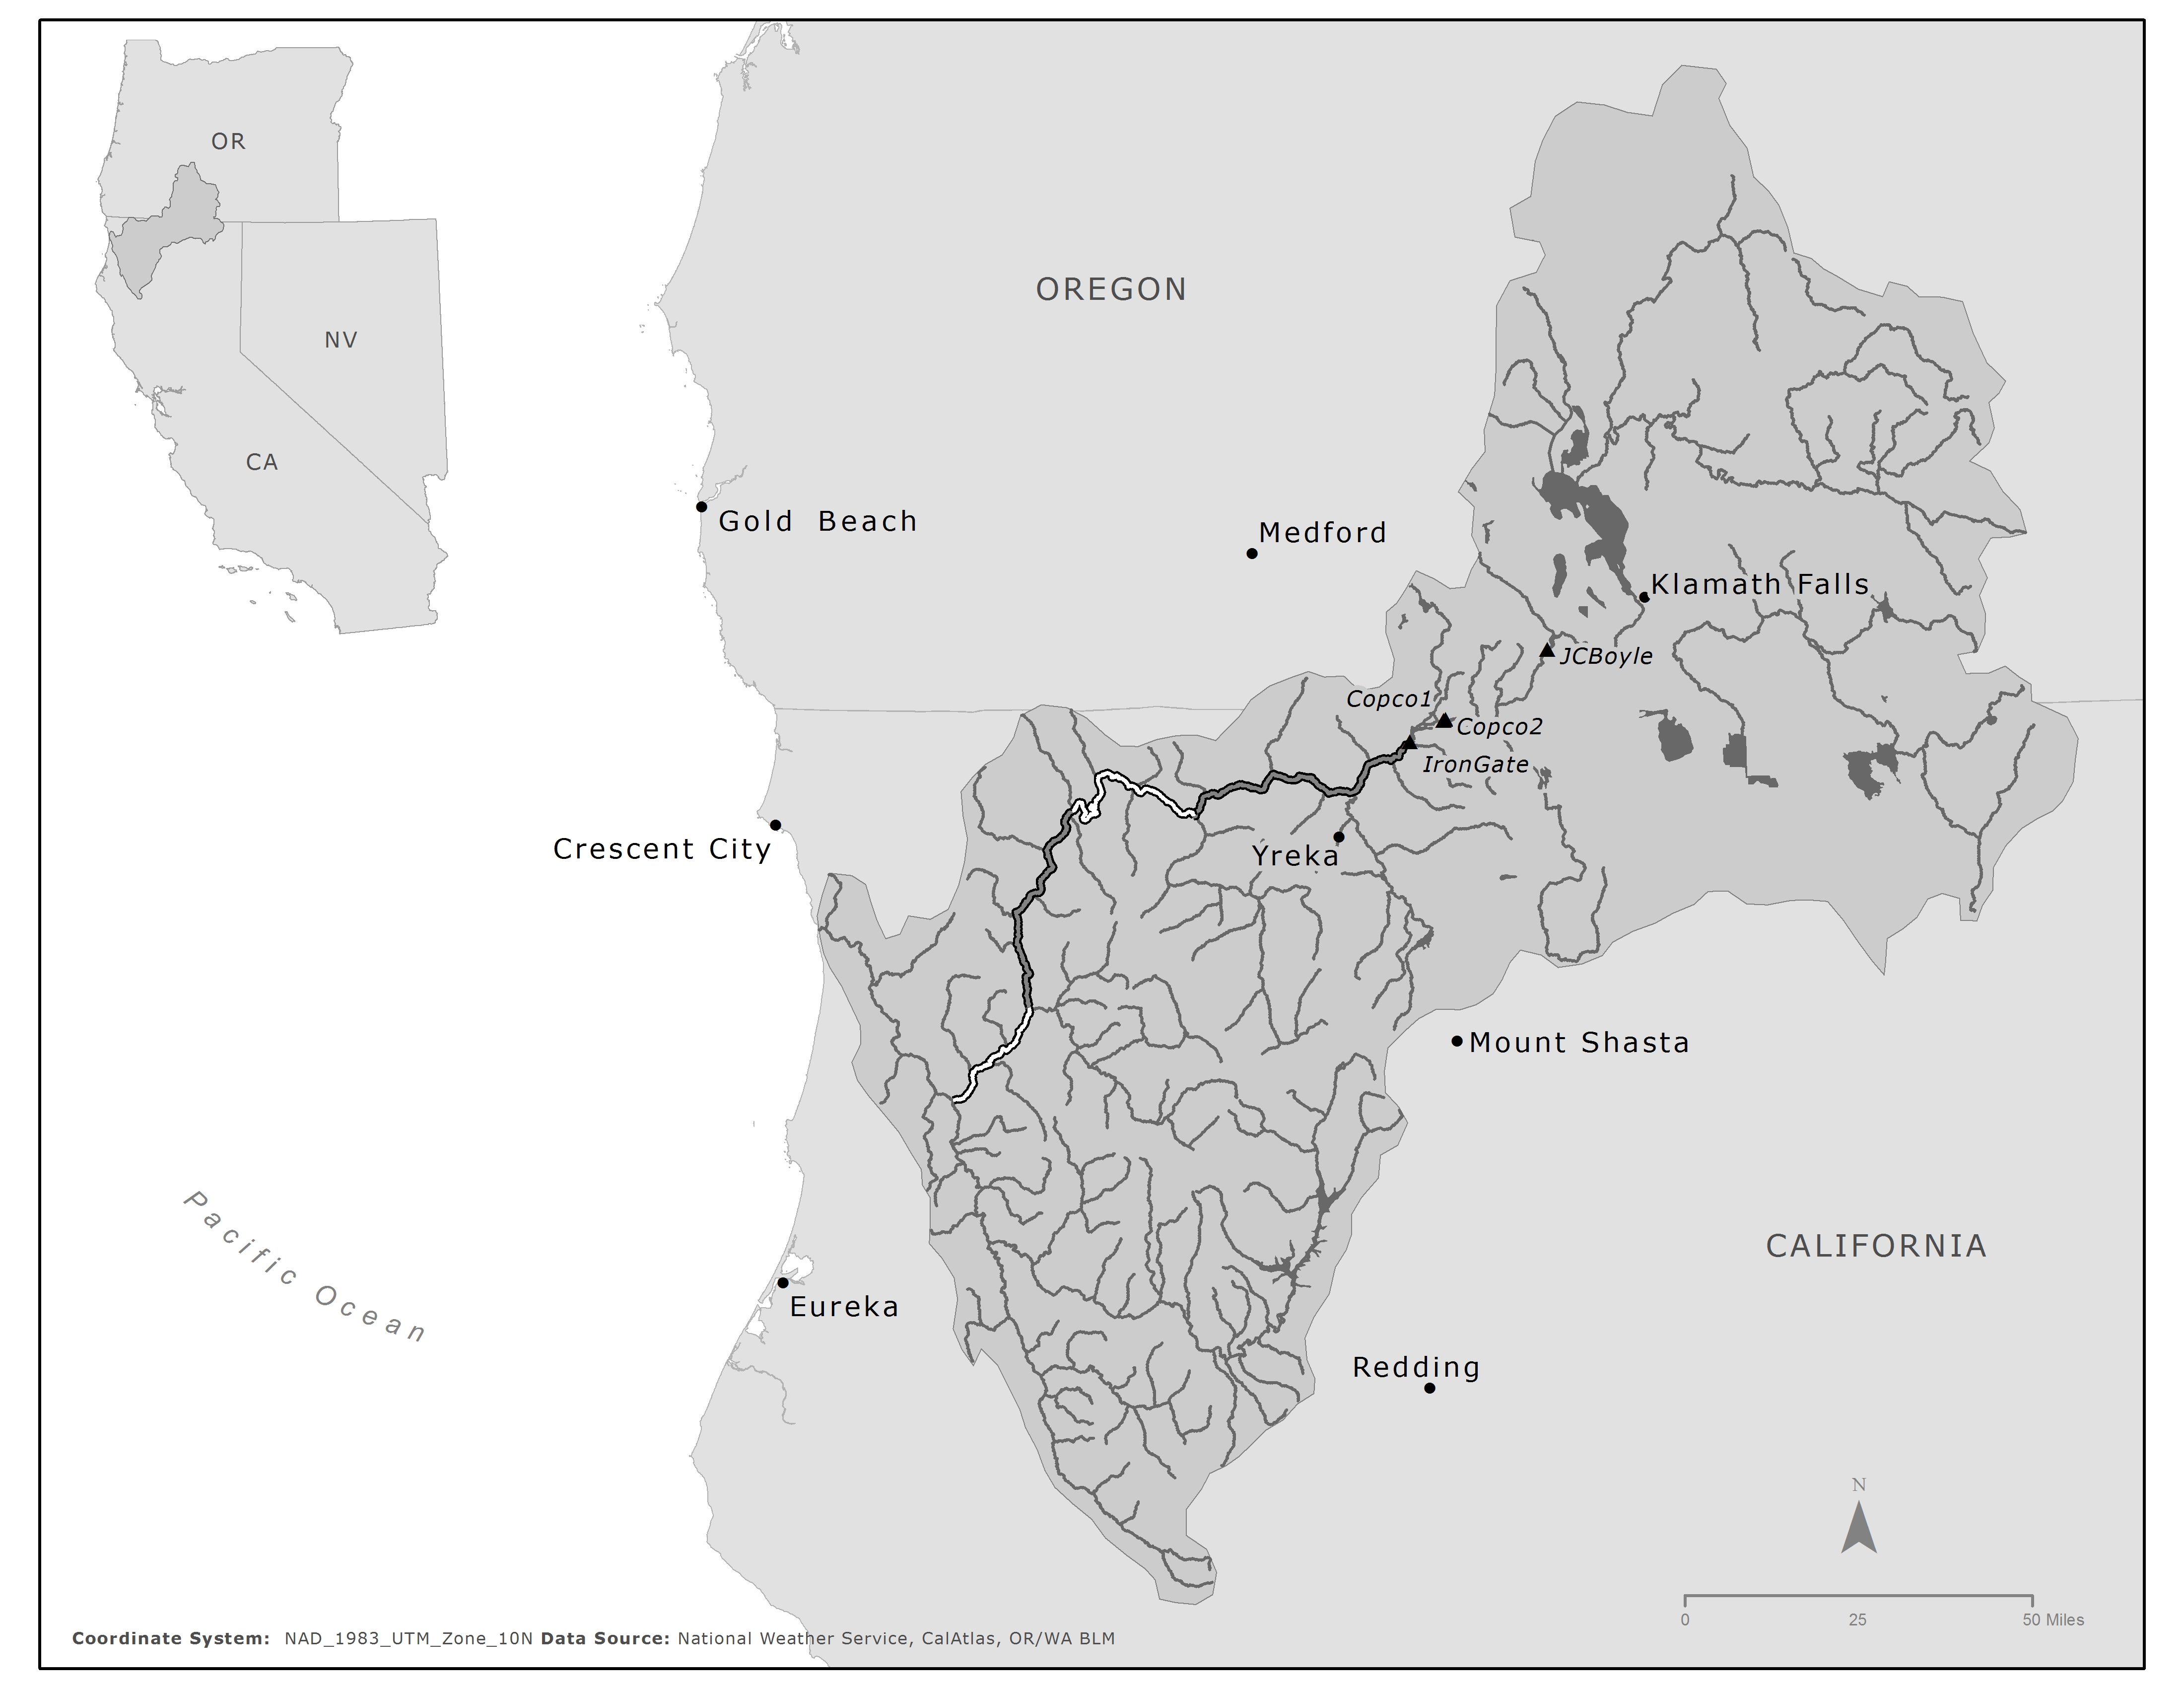 OR
NV
CA
OREGON
Gold Beach
Medford
Klamath Falls
JCBoyle
Copco1
Copco2
IronGate
Crescent City
Yreka
Mount Shasta
Pacific Ocean
CALIFORNIA
Eureka
Redding
N
0 25 50 Miles
Coordinate System: NAD_1983_UTM_Zone_10N Data Source: National Weather Service, CalAtlas, OR/WA BLM